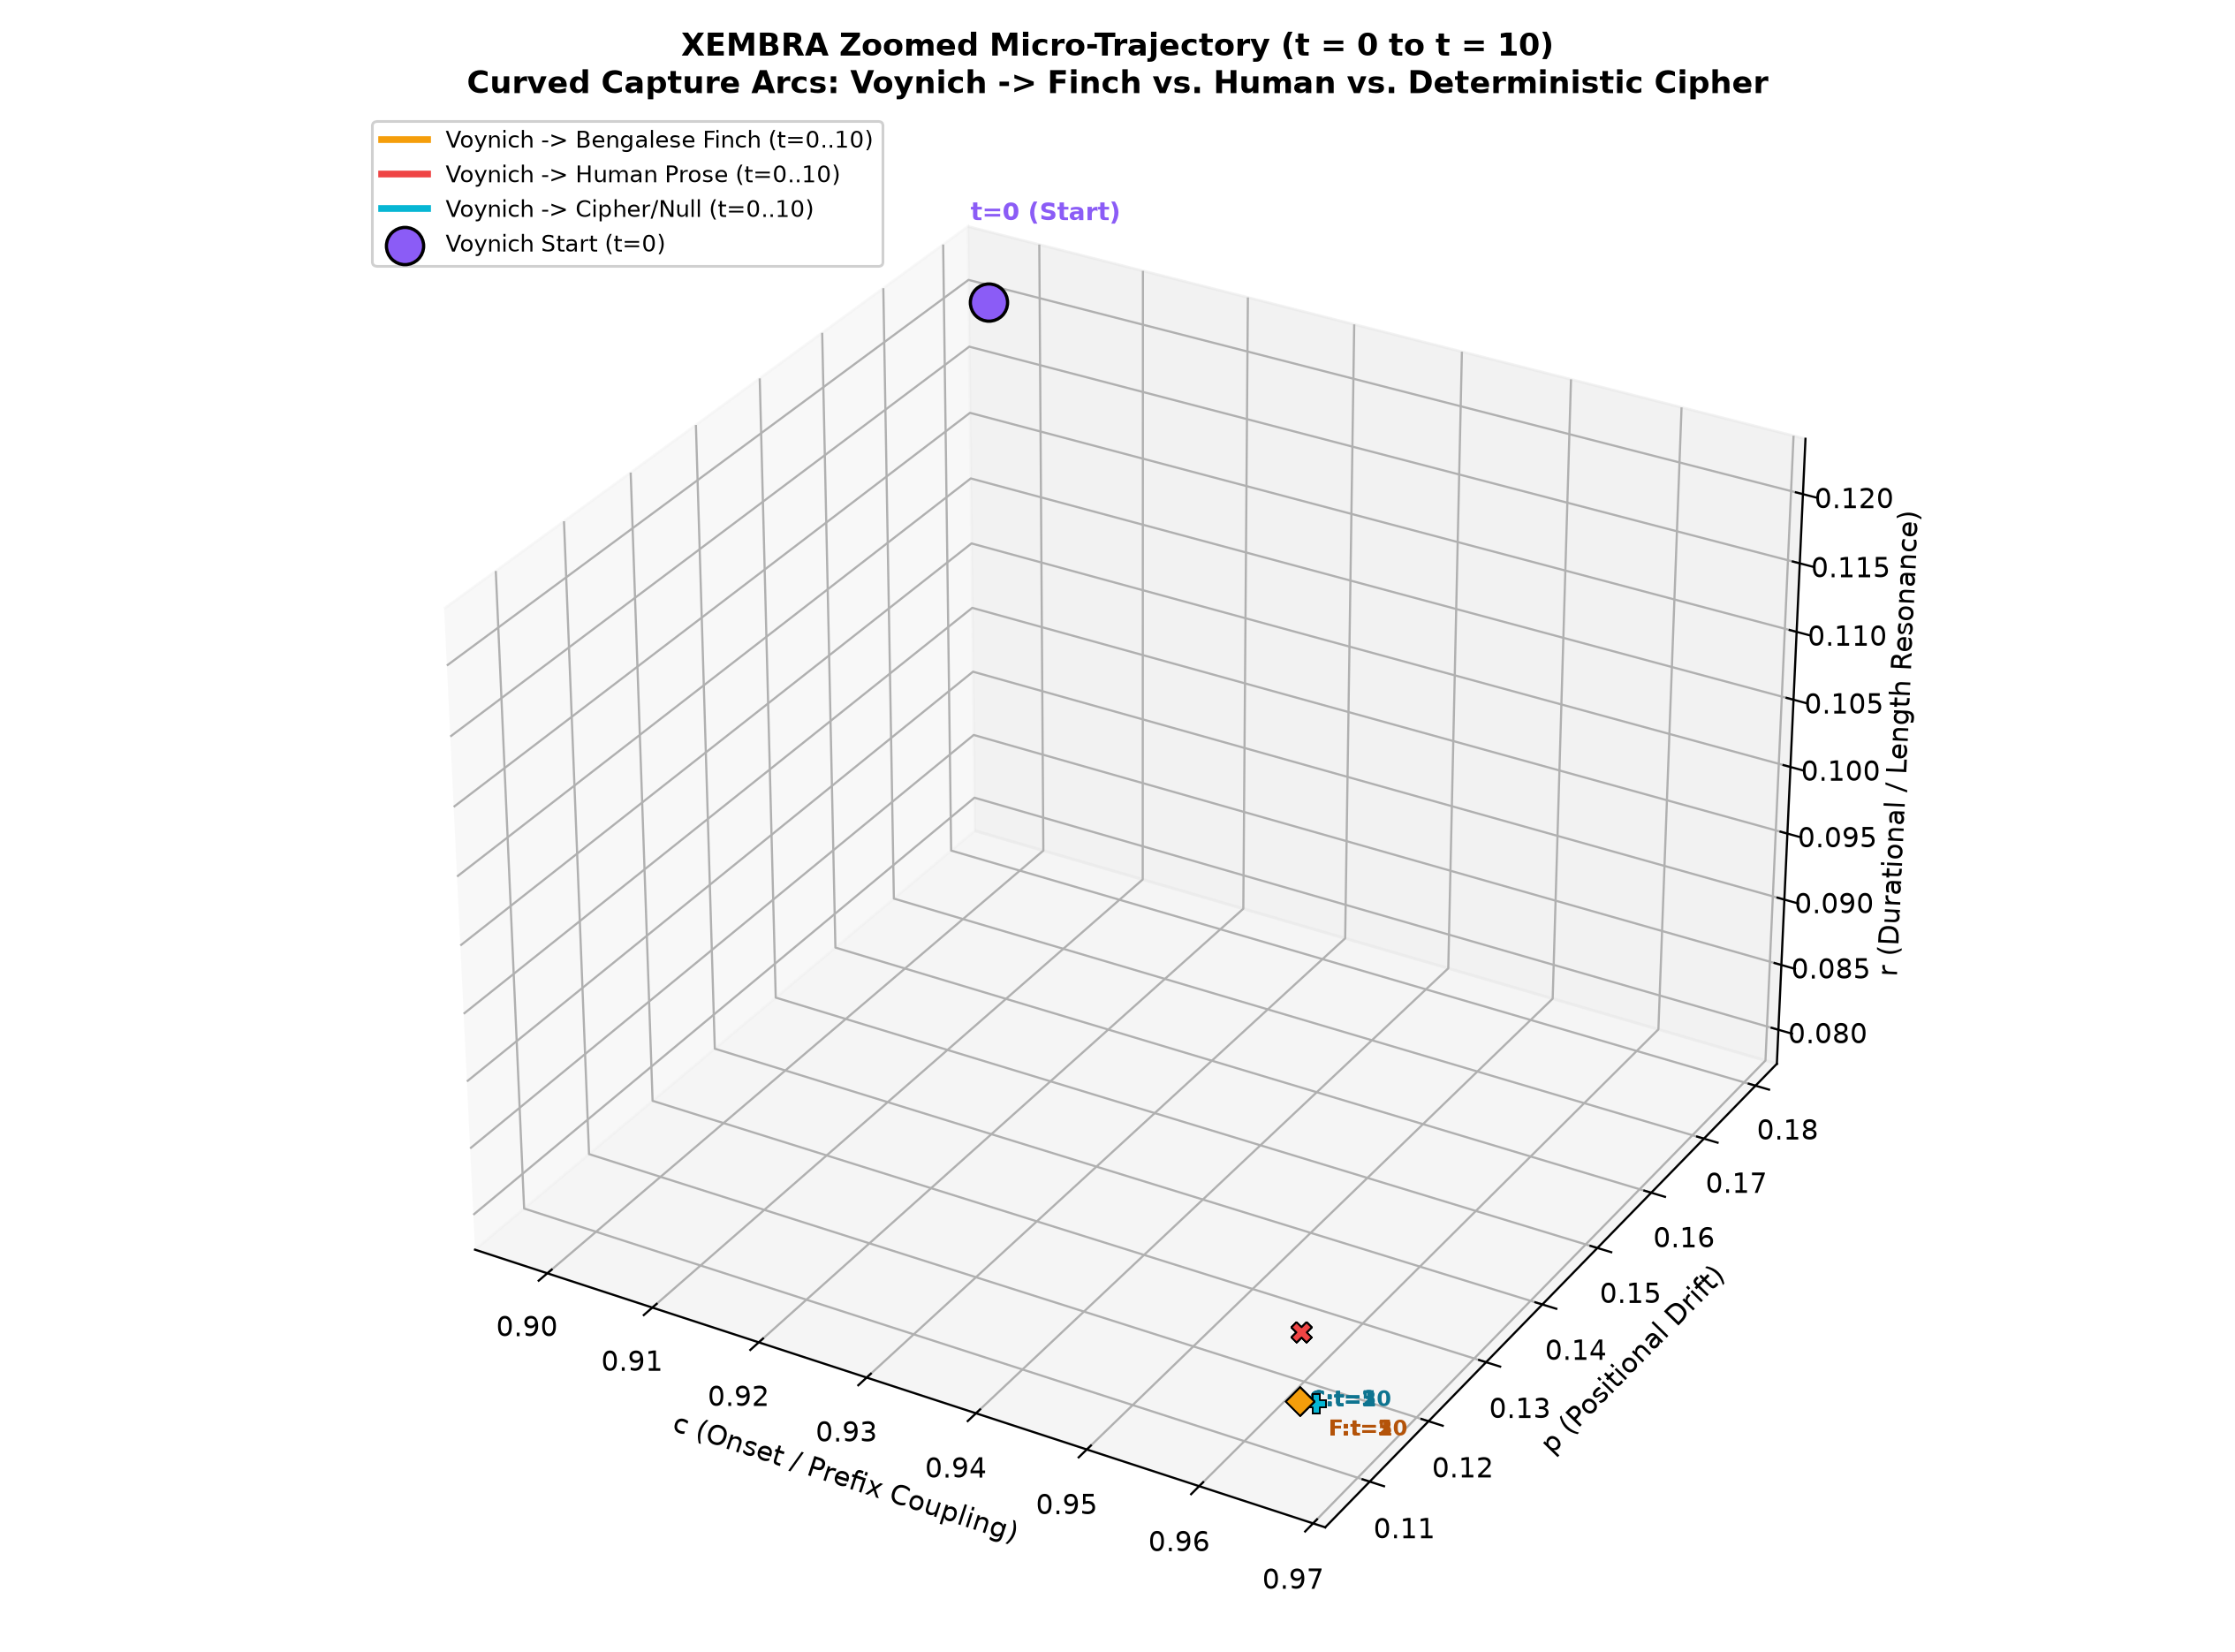 XEMBRA Zoomed Micro-Trajectory (t = 0 to t = 10)
Curved Capture Arcs: Voynich -> Finch vs. Human vs. Deterministic Cipher
Voynich -> Bengalese Finch (t=0..10)
Voynich -> Human Prose (t=0..10)
Voynich -> Cipher/Null (t=0..10)
Voynich Start (t=0)
t=0 (Start)
0.120
0.115
0.110
0.105
0.100
0.095
0.090
0.085
0.080
r (Durational / Length Resonance)
0.18
0.17
0.16
0.15
0.14
0.13
0.12
0.11
p (Positional Drift)
0.90
0.91
0.92
0.93
0.94
0.95
0.96
0.97
c (Onset / Prefix Coupling)